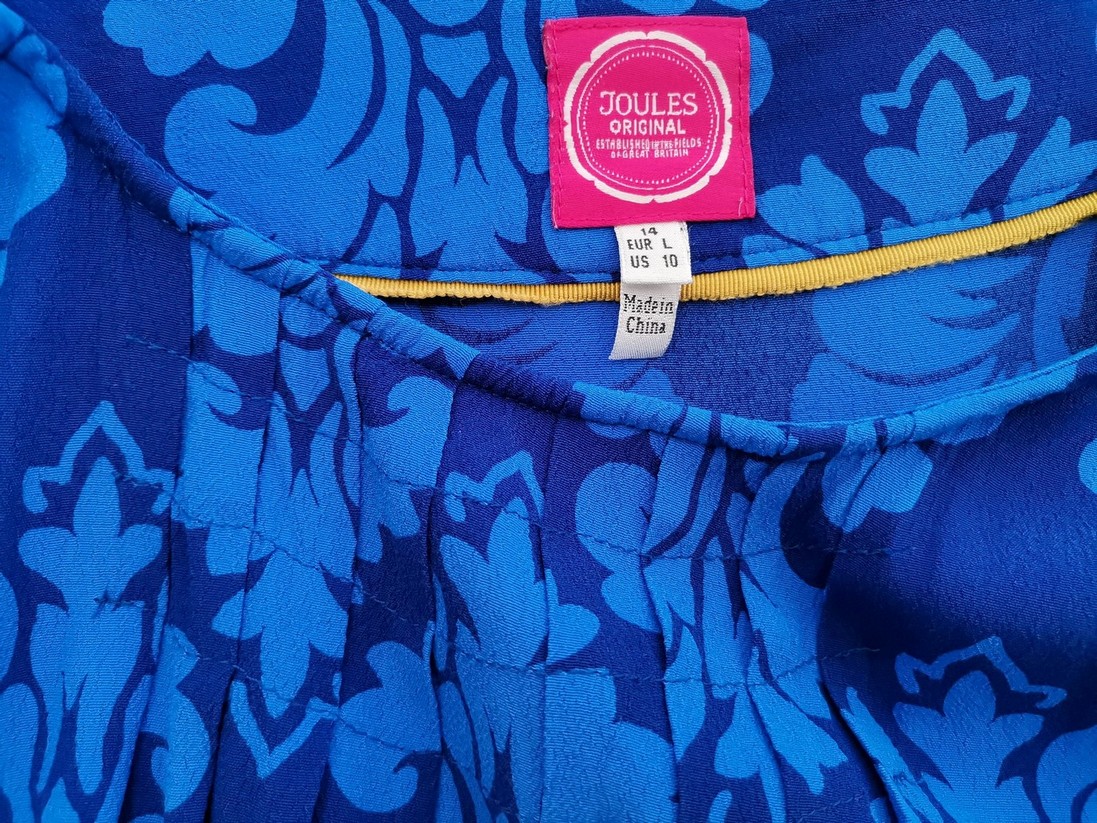 JOULES
ORIGINAL
ESTABLISHED IN THE FIELDS
OF GREAT BRITAIN
14
EUR L
US 10
Made in
China